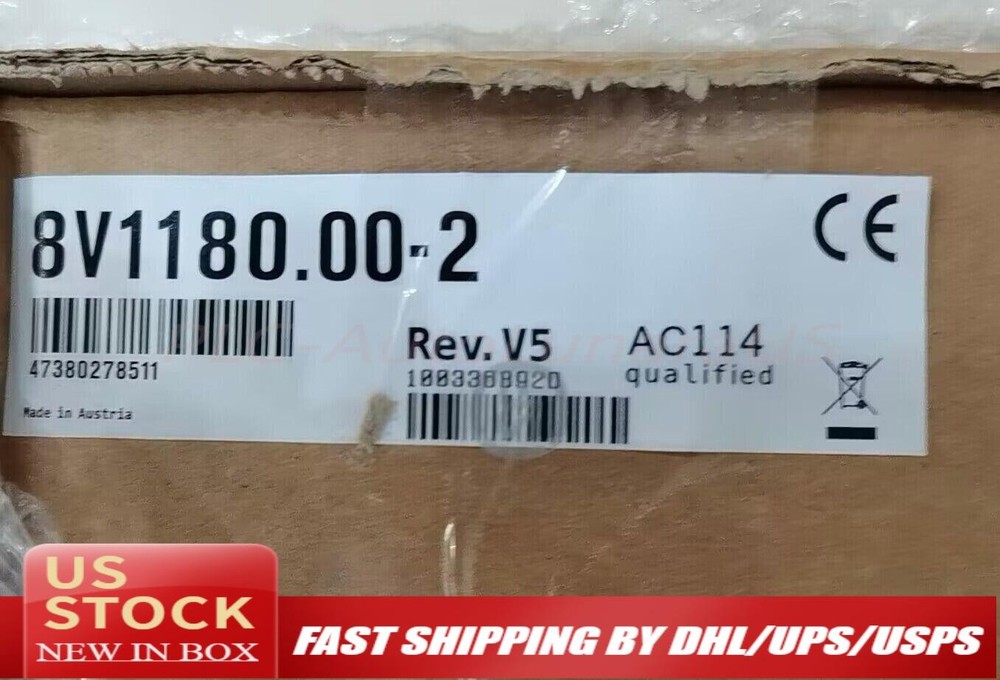 8V1180.00-2
CE
47380278511
Rev.V5
AC114
qualified
Made in Austria
US
STOCK
NEW IN BOX
FAST SHIPPING BY DHL/UPS/USPS